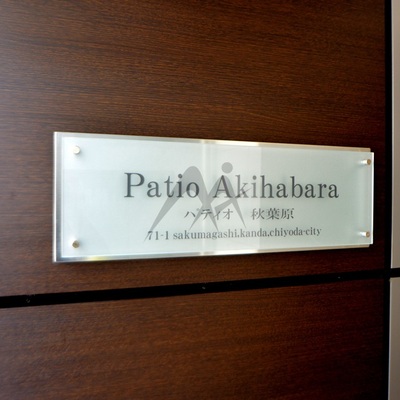 Patio Akihabara
パティオ 秋葉原
71-1 sakumagashi,kanda,chiyoda-city